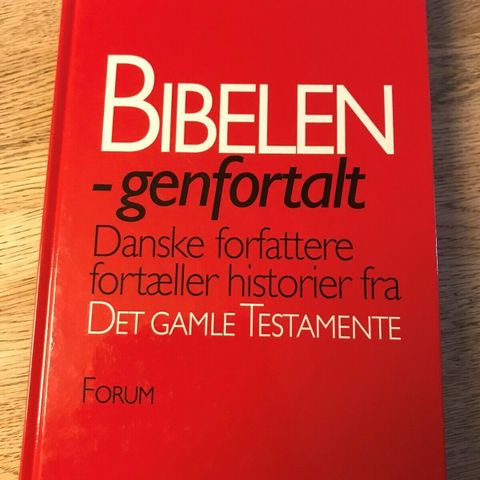 BIBELEN
-genfortalt
Danske forfattere
fortæller historier fra
DET GAMLE TESTAMENTE
FORUM